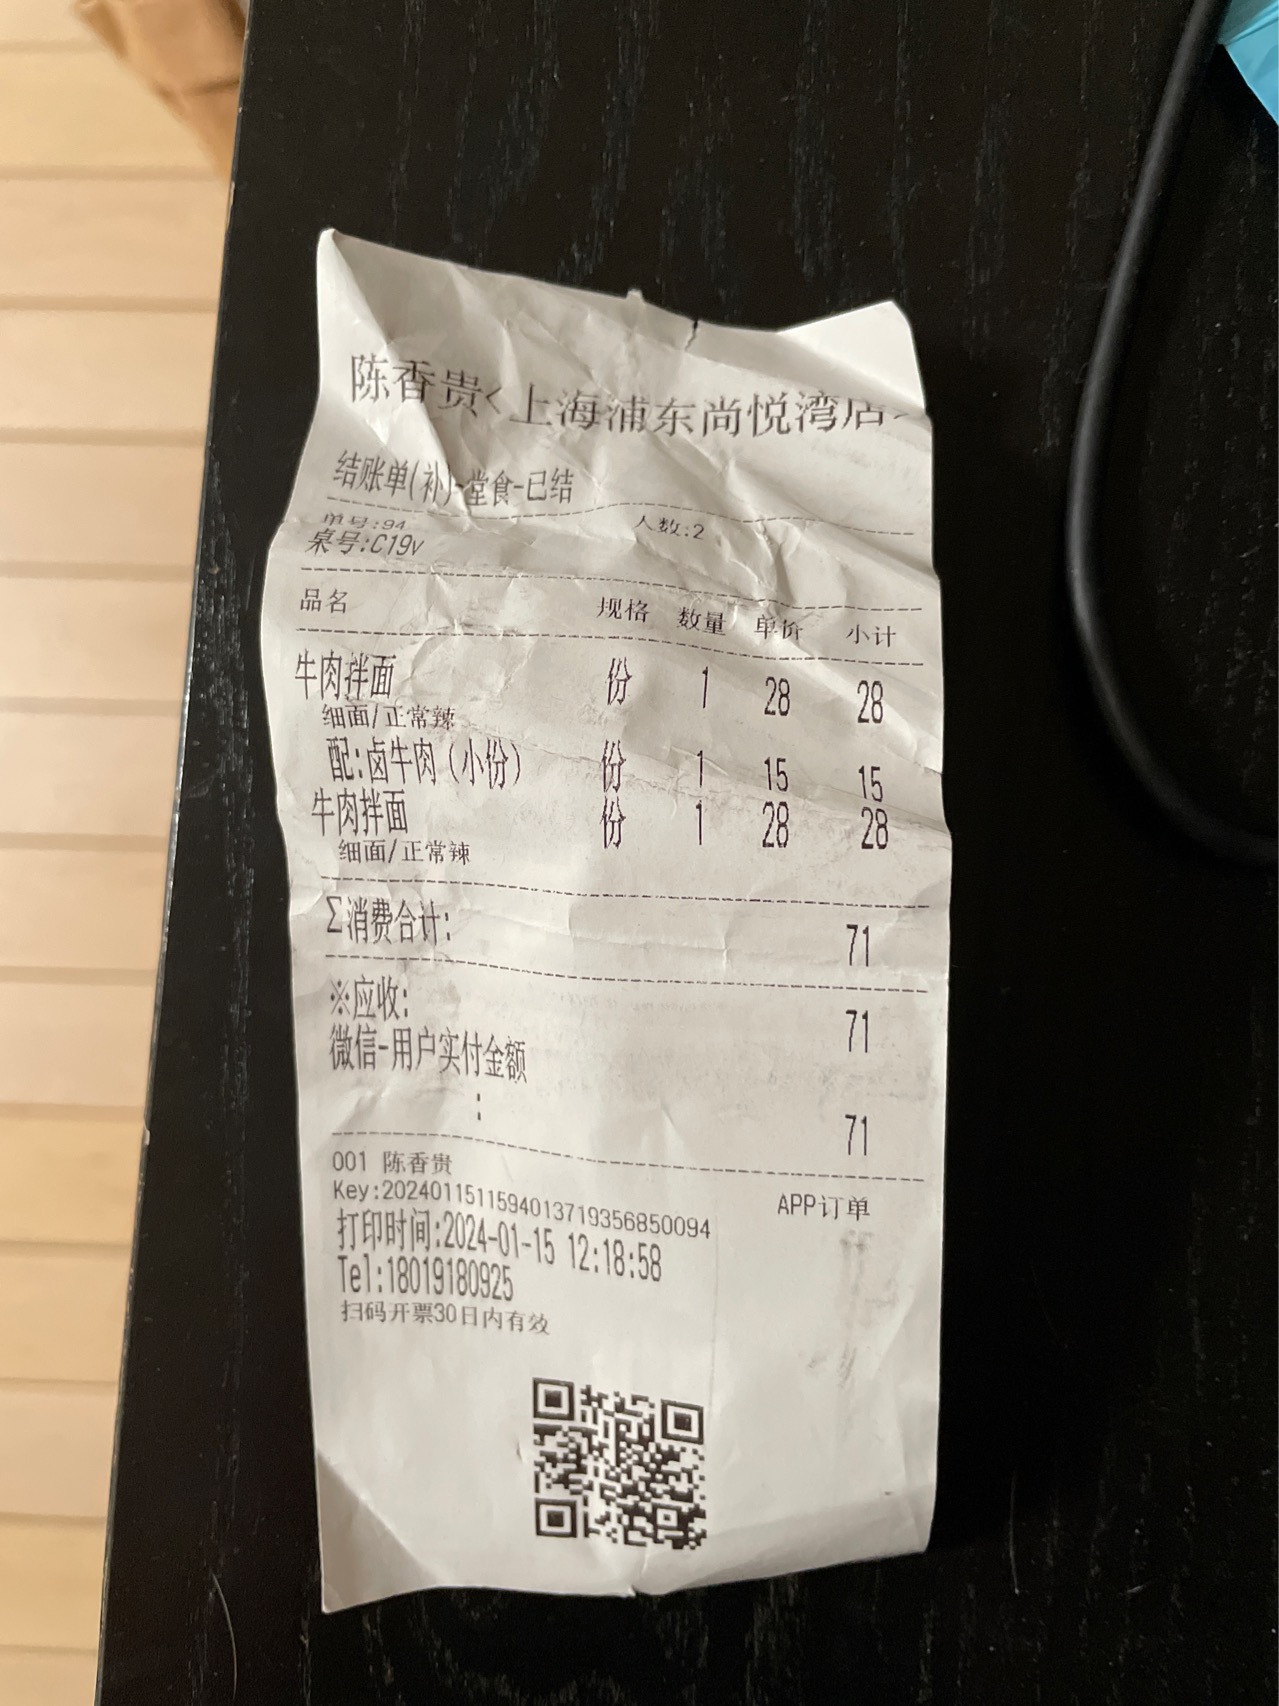 陈香贵<上海浦东尚悦湾店>
结账单(补)-堂食-已结
单号:94 人数:2
桌号:C19v
品名 规格 数量 单价 小计
牛肉拌面 份 1 28 28
细面/正常辣
配:卤牛肉(小份) 份 1 15 15
牛肉拌面 份 1 28 28
细面/正常辣
Σ消费合计: 71
※应收: 71
微信-用户实付金额
: 71
001 陈香贵
Key:202401151159401371935685009​4 APP订单
打印时间:2024-01-15 12:18:58
Tel:18019180925
扫码开票30日内有效